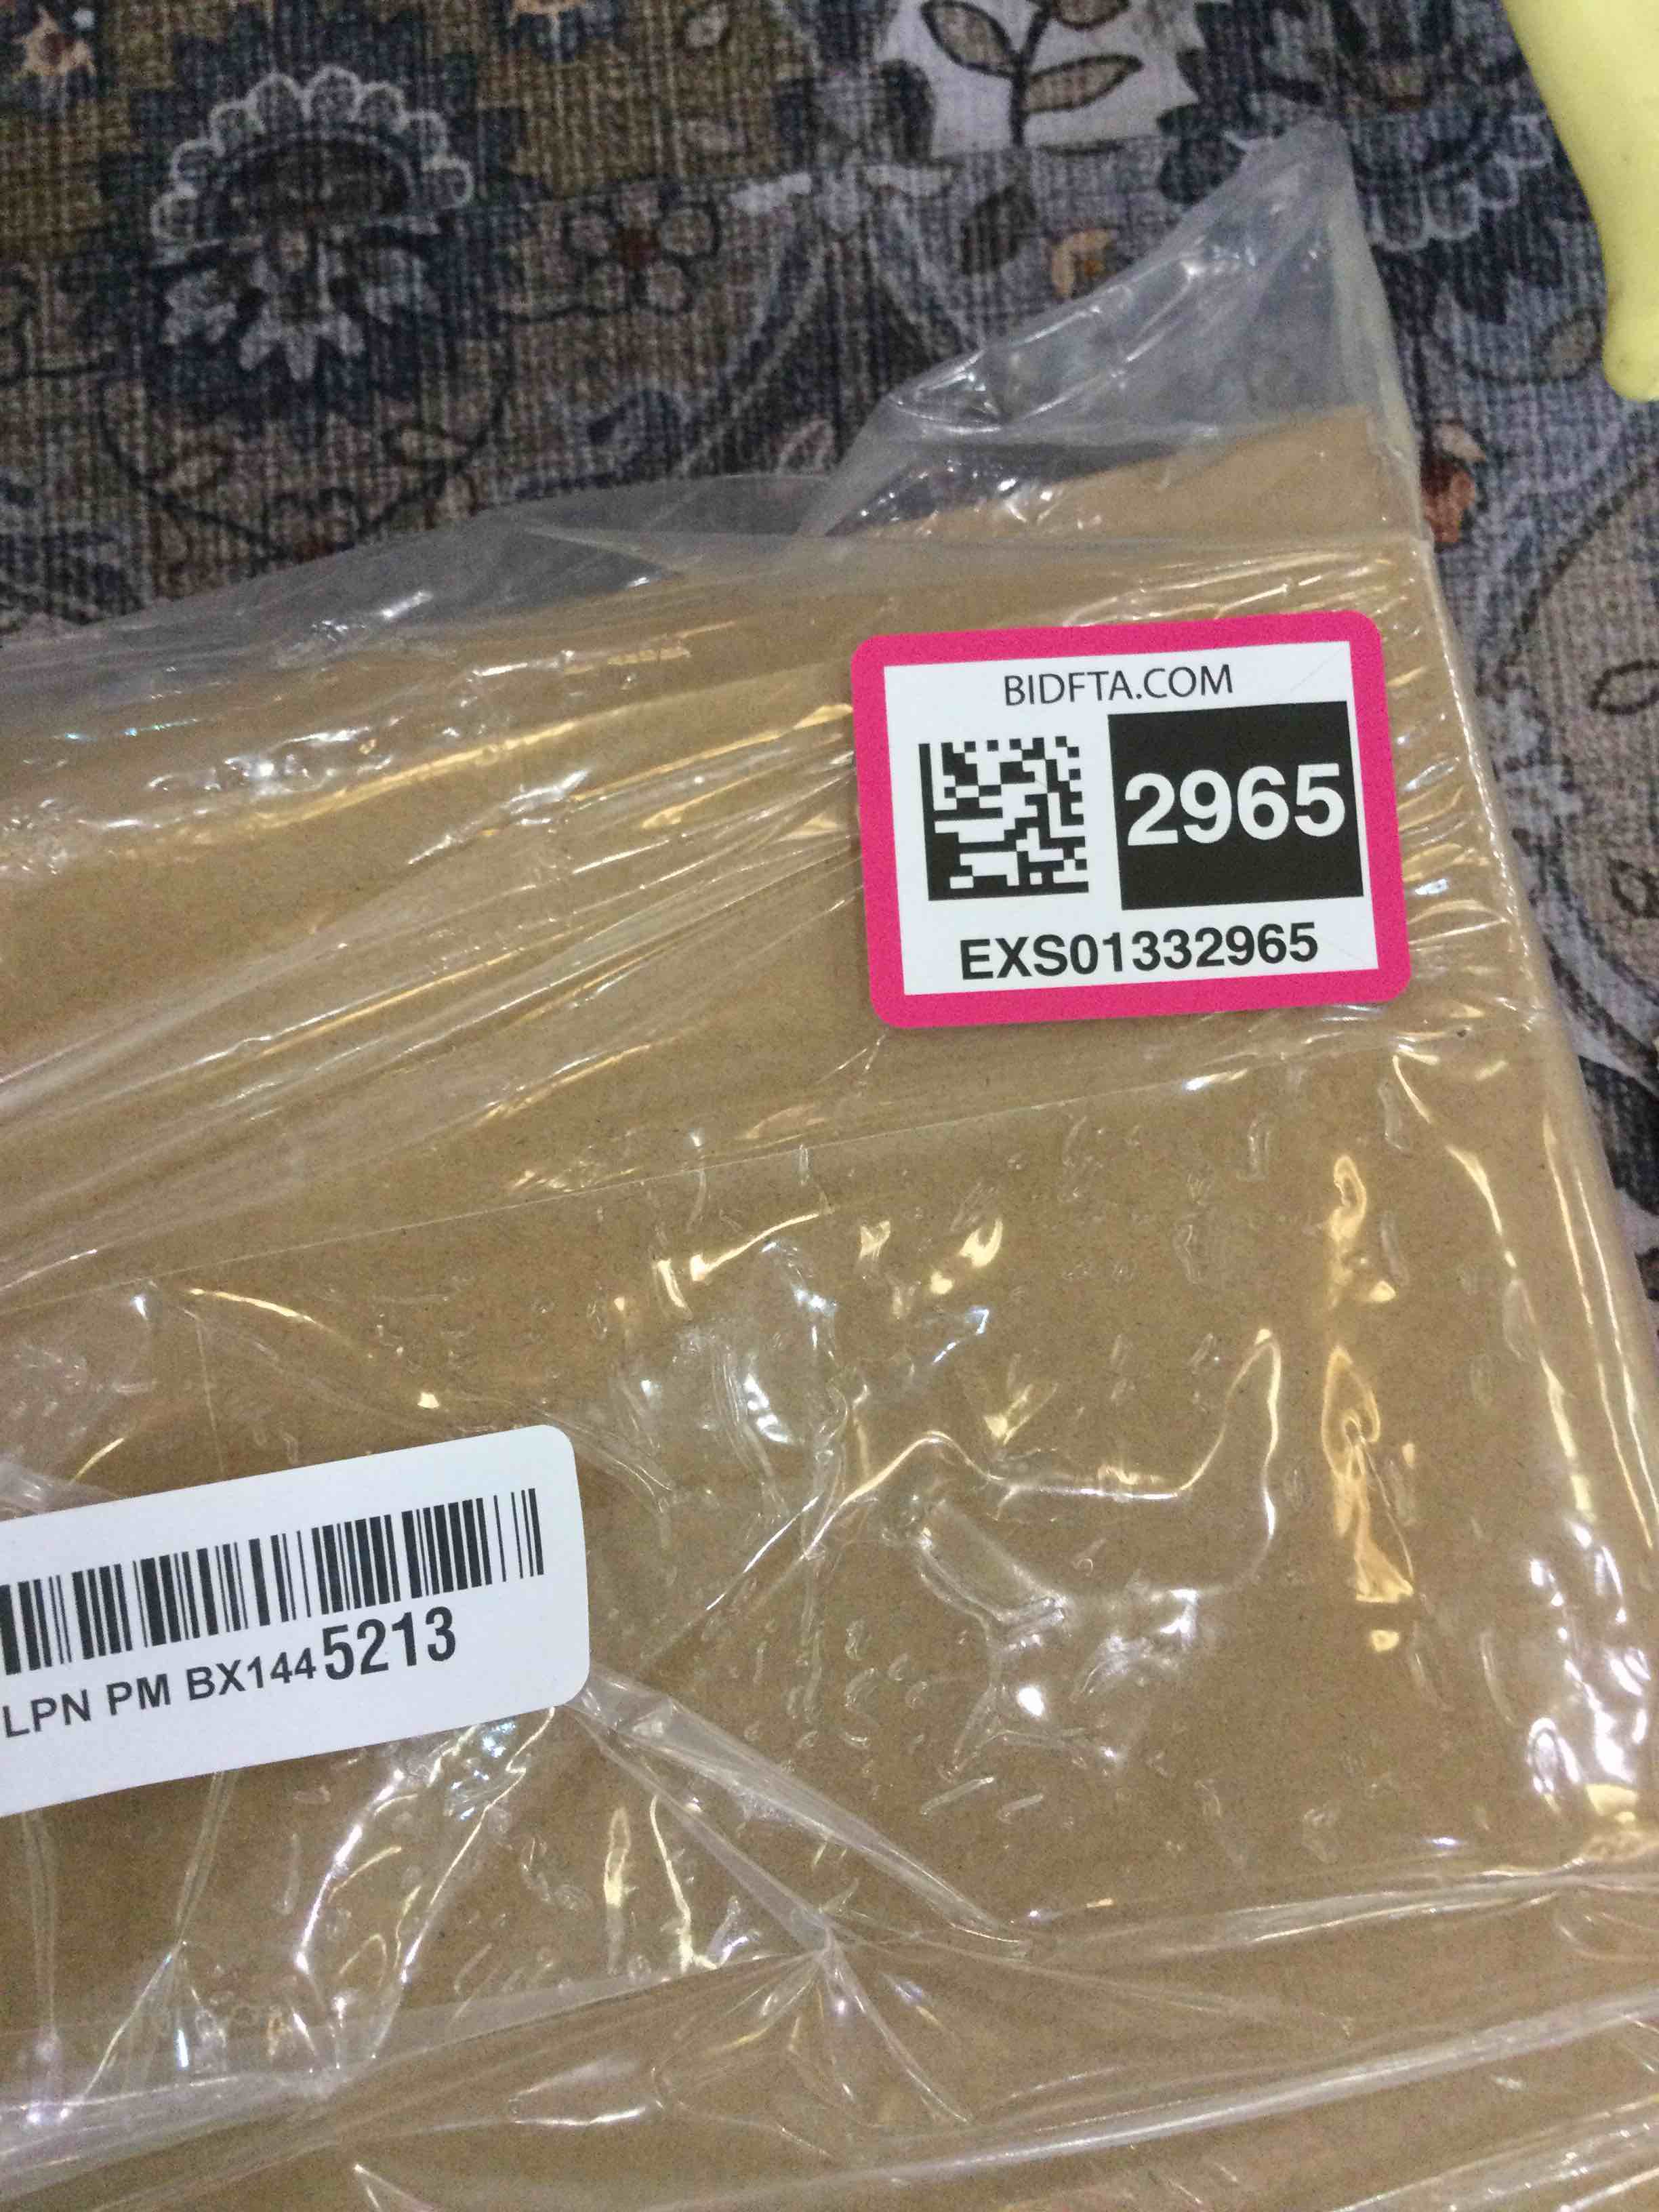 BIDFTA.COM
2965
EXS01332965
LPN PM BX1445213